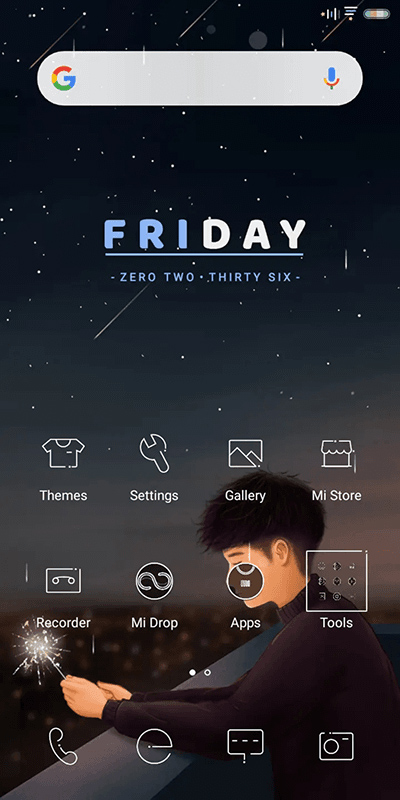 FRIDAY
- ZERO TWO • THIRTY SIX -
Themes Settings Gallery Mi Store
Recorder Mi Drop Apps Tools